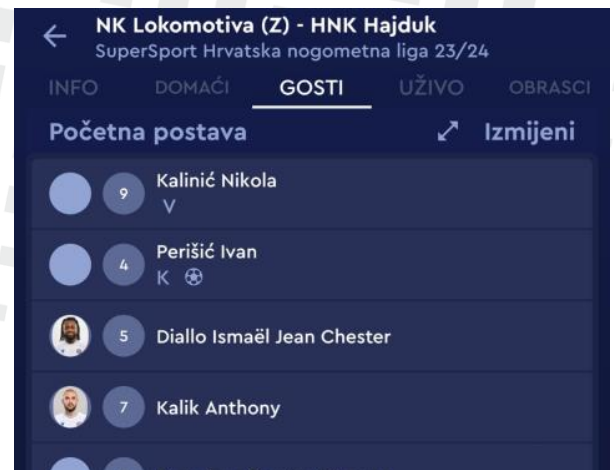 NK Lokomotiva (Z) - HNK Hajduk
SuperSport Hrvatska nogometna liga 23/24
INFO DOMAĆI GOSTI UŽIVO OBRASCI
Početna postava Izmijeni
9 Kalinić Nikola
V
4 Perišić Ivan
K
5 Diallo Ismaël Jean Chester
7 Kalik Anthony